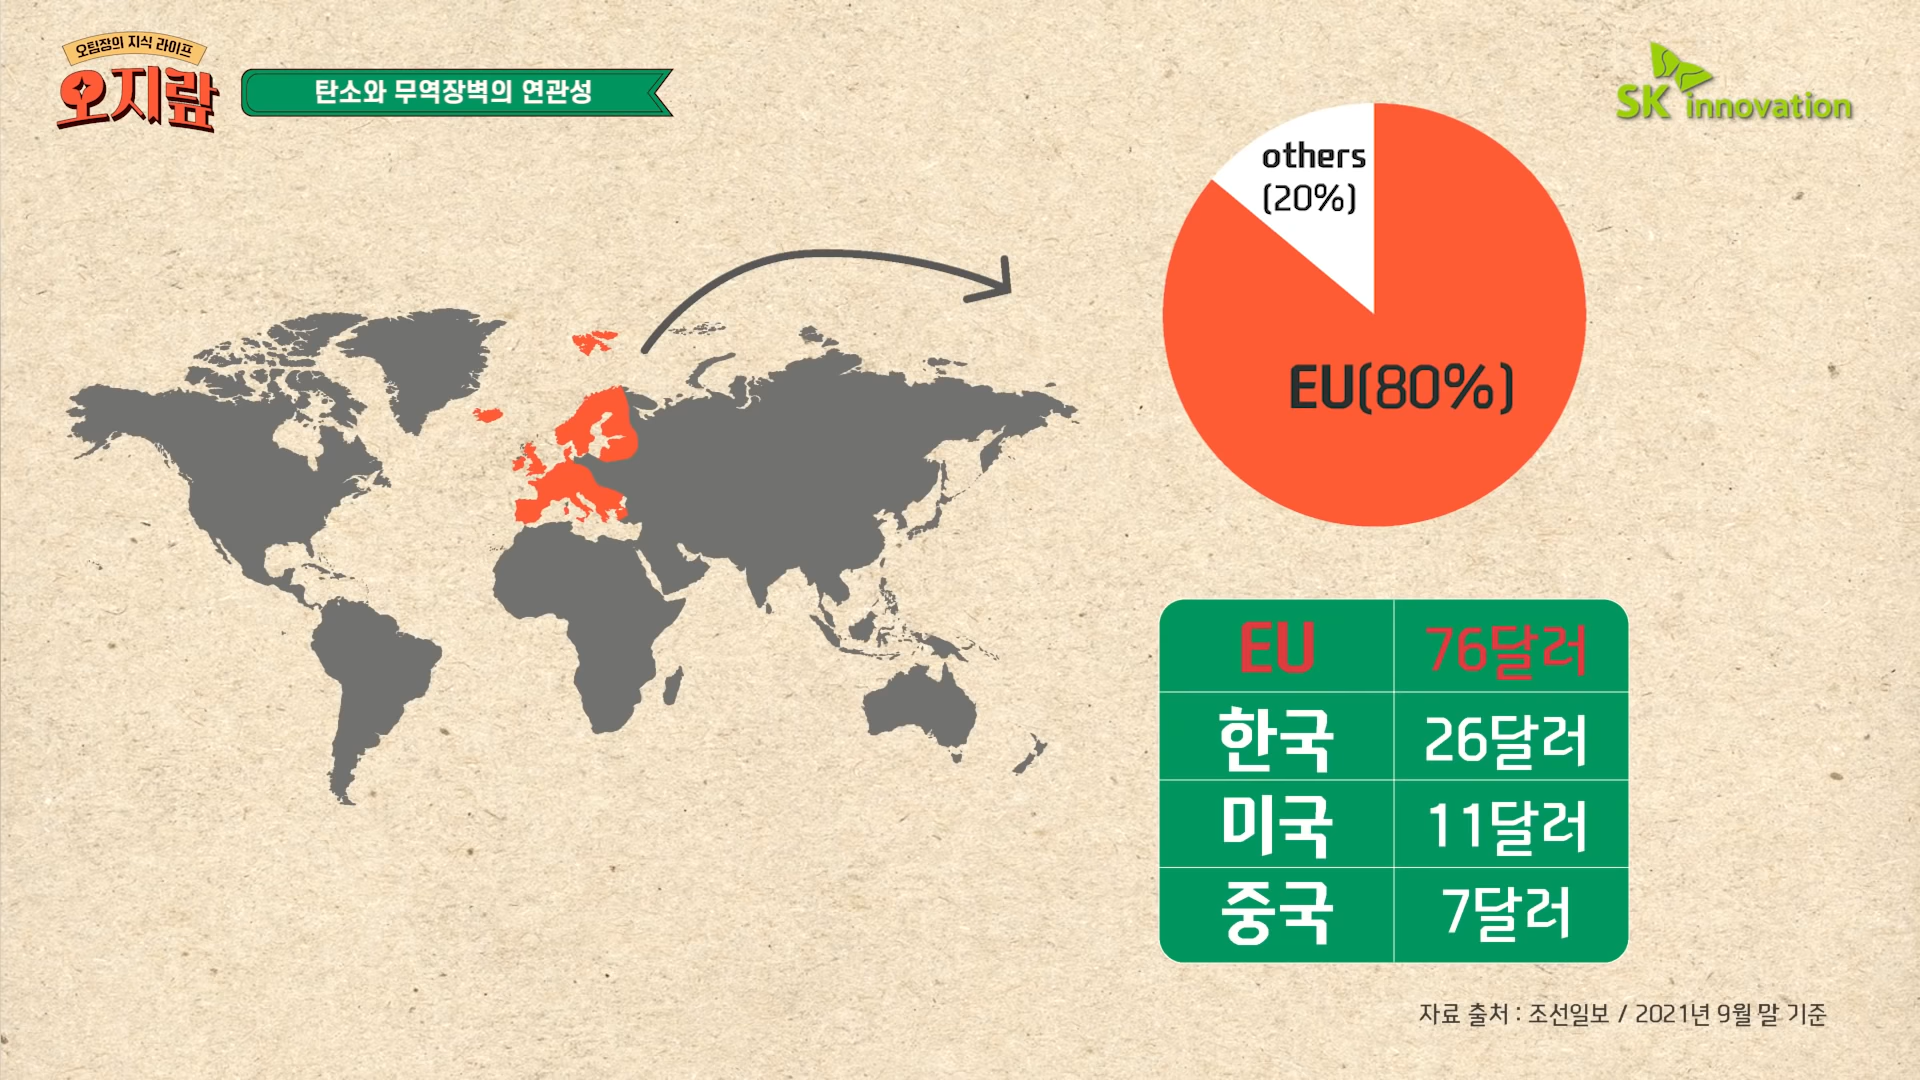 오팀장의 지식 라이프
오지랖
탄소와 무역장벽의 연관성
SK innovation
others
(20%)
EU(80%)
EU 76달러
한국 26달러
미국 11달러
중국 7달러
자료 출처 : 조선일보 / 2021년 9월 말 기준